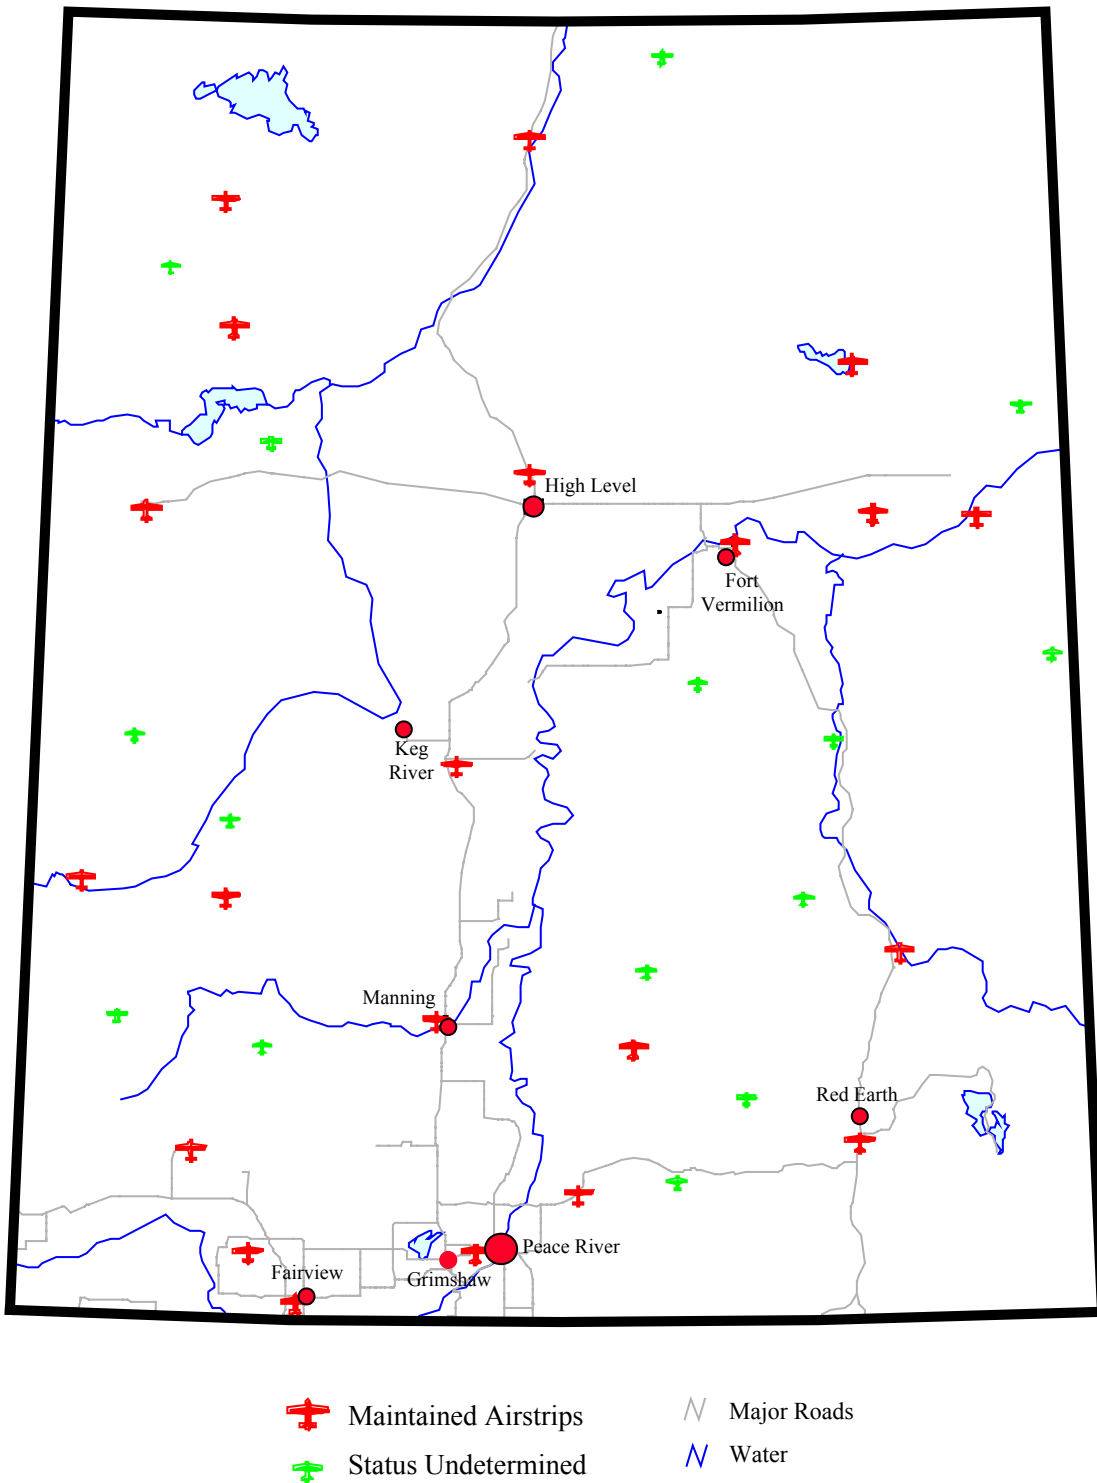 High Level
Fort
Vermilion
Keg
River
Manning
Red Earth
Peace River
Fairview
Grimshaw
Maintained Airstrips
Major Roads
Status Undetermined
Water